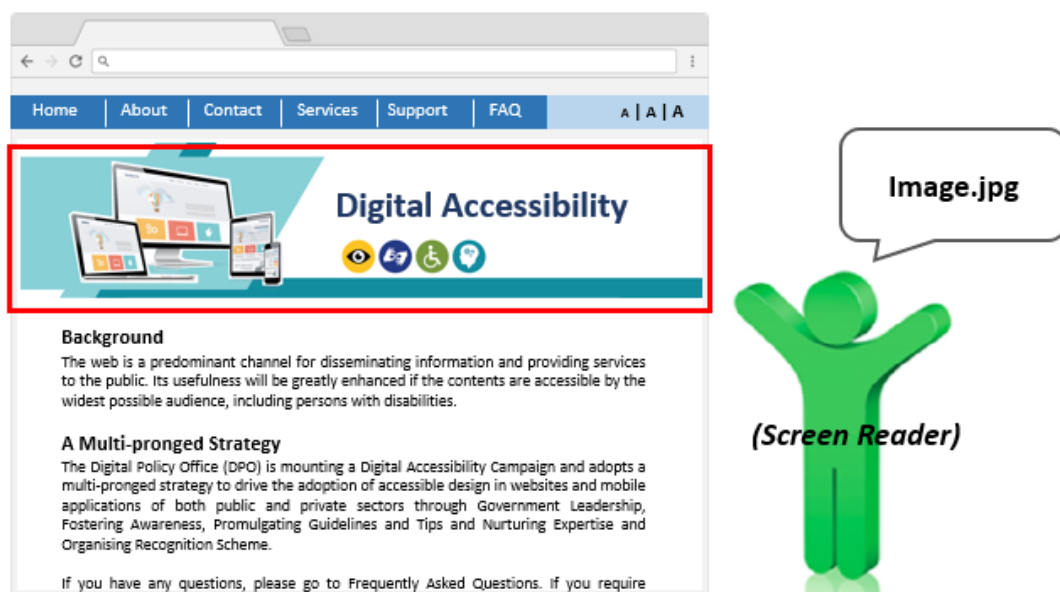 Home About Contact Services Support FAQ A | A | A
Digital Accessibility
Image.jpg
Background
The web is a predominant channel for disseminating information and providing services
to the public. Its usefulness will be greatly enhanced if the contents are accessible by the
widest possible audience, including persons with disabilities.
A Multi-pronged Strategy
The Digital Policy Office (DPO) is mounting a Digital Accessibility Campaign and adopts a
multi-pronged strategy to drive the adoption of accessible design in websites and mobile
applications of both public and private sectors through Government Leadership,
Fostering Awareness, Promulgating Guidelines and Tips and Nurturing Expertise and
Organising Recognition Scheme.
If you have any questions, please go to Frequently Asked Questions. If you require
(Screen Reader)